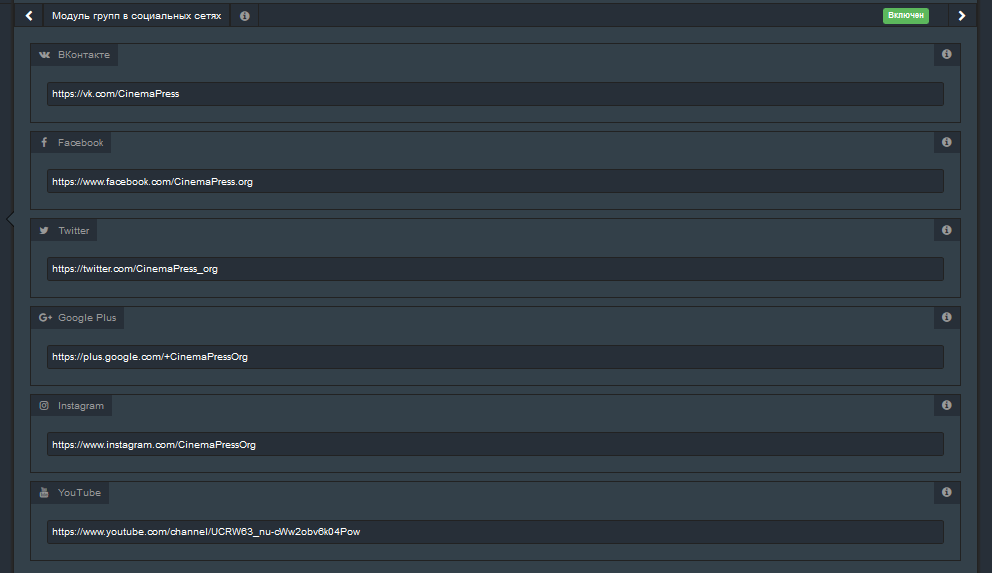 Модуль групп в социальных сетях
Включен
ВКонтакте
https://vk.com/CinemaPress
Facebook
https://www.facebook.com/CinemaPress.org
Twitter
https://twitter.com/CinemaPress_org
Google Plus
https://plus.google.com/+CinemaPressOrg
Instagram
https://www.instagram.com/CinemaPressOrg
YouTube
https://www.youtube.com/channel/UCRW63_nu-cWw2obv6k04Pow